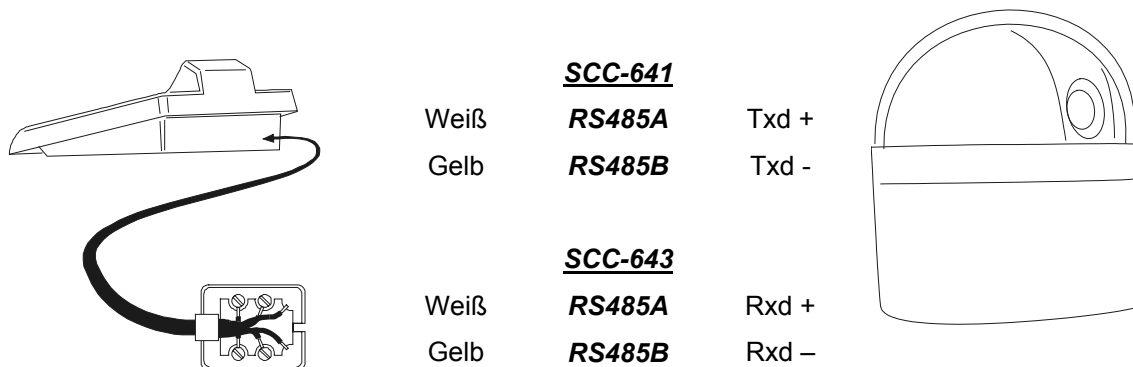 SCC-641
Weiß RS485A Txd +
Gelb RS485B Txd -
SCC-643
Weiß RS485A Rxd +
Gelb RS485B Rxd –